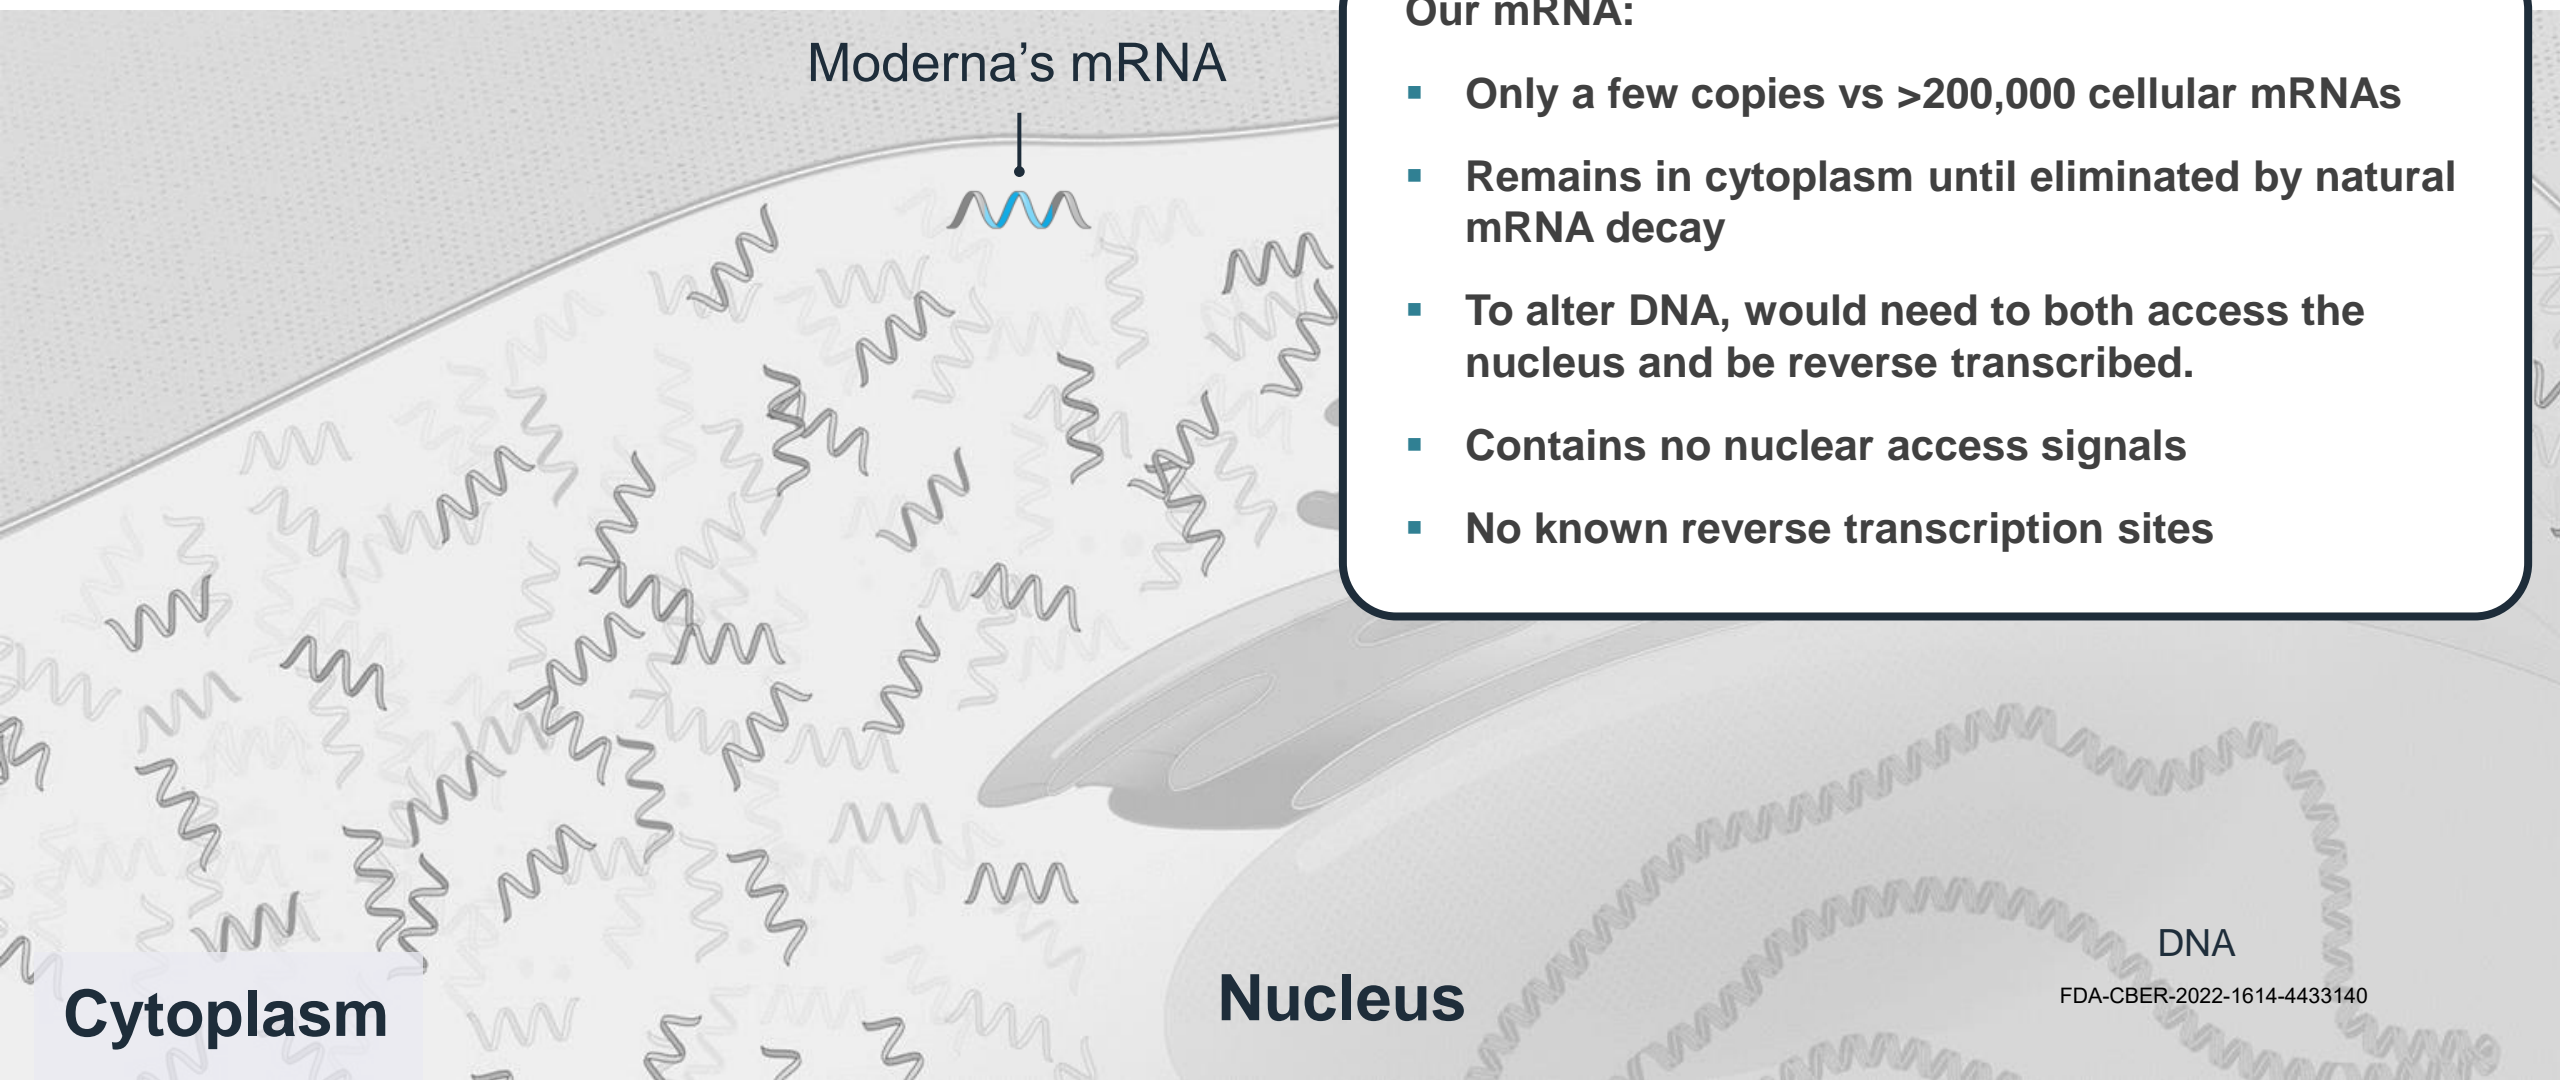 Our mRNA:
Moderna's mRNA
▪ Only a few copies vs >200,000 cellular mRNAs
▪ Remains in cytoplasm until eliminated by natural
mRNA decay
▪ To alter DNA, would need to both access the
nucleus and be reverse transcribed.
▪ Contains no nuclear access signals
▪ No known reverse transcription sites
DNA
Nucleus
FDA-CBER-2022-1614-4433140
Cytoplasm